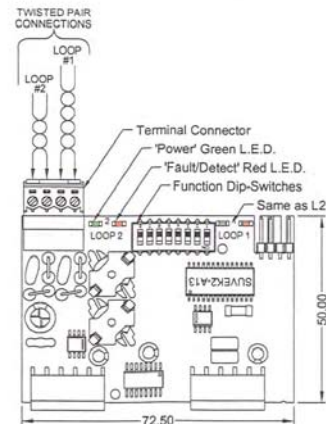 TWISTED PAIR
CONNECTIONS
LOOP
#1
LOOP
#2
Terminal Connector
'Power' Green L.E.D.
'Fault/Detect' Red L.E.D.
Function Dip-Switches
Same as L2
2
LOOP 2
LOOP 1
SUVEK2-A13
50.00
72.50